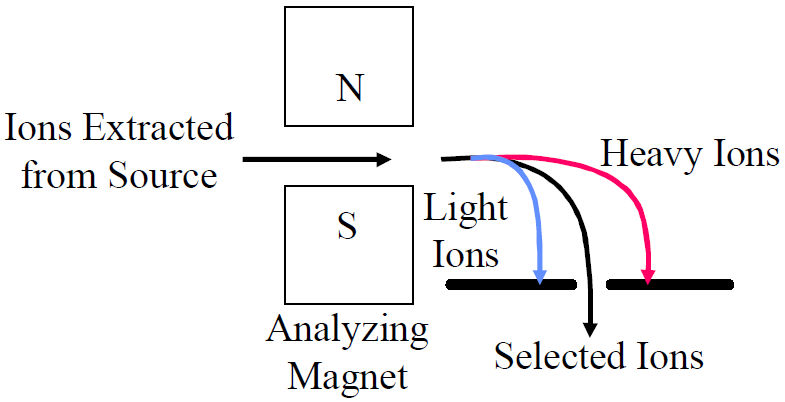 N
Ions Extracted
from Source
Heavy Ions
S
Light
Ions
Analyzing
Magnet
Selected Ions